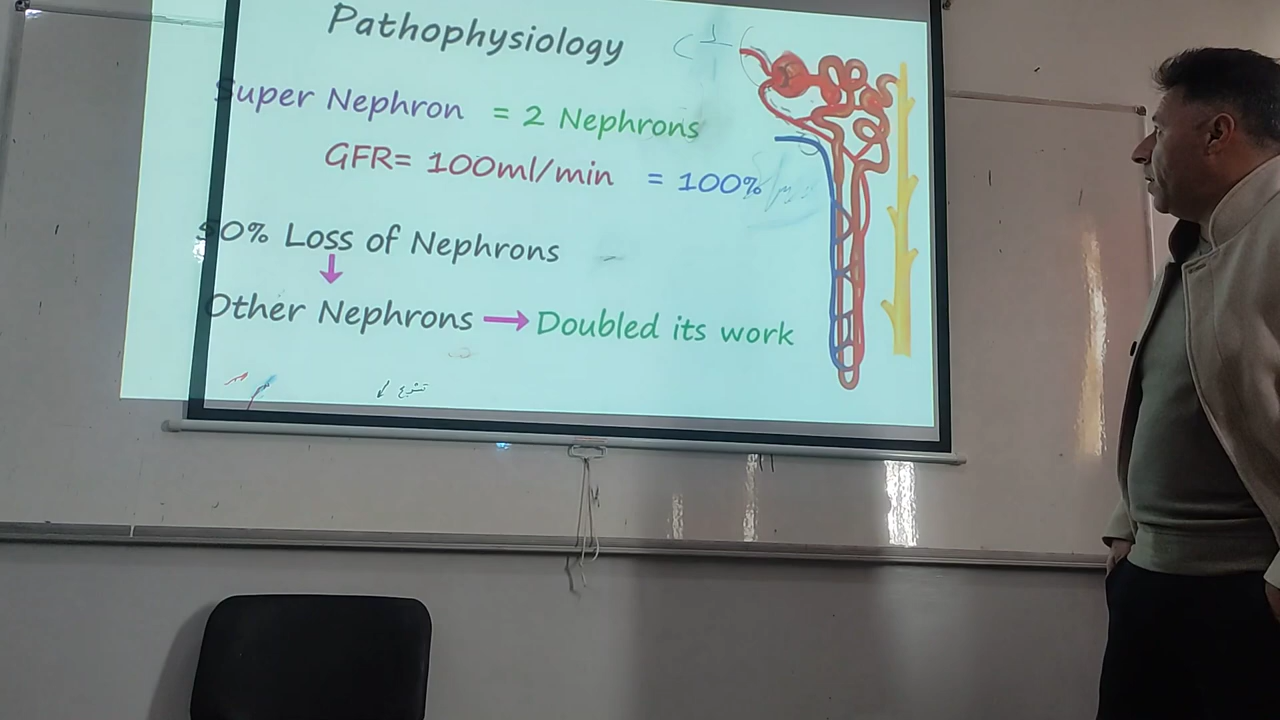 Pathophysiology
Super Nephron = 2 Nephrons
GFR= 100ml/min = 100%
50% Loss of Nephrons
Other Nephrons → Doubled its work